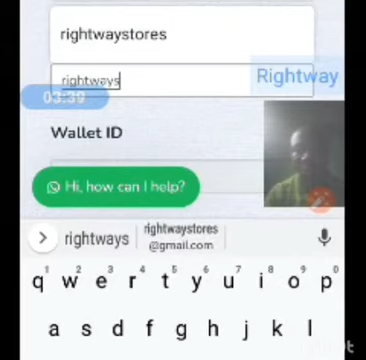 rightwaystores
rightways
Rightway
03:39
Wallet ID
Hi, how can I help?
rightways
rightwaystores
@gmail.com
1 2 3 4 5 6 7 8 9 0
q w e r t y u i o p
a s d f g h j k l